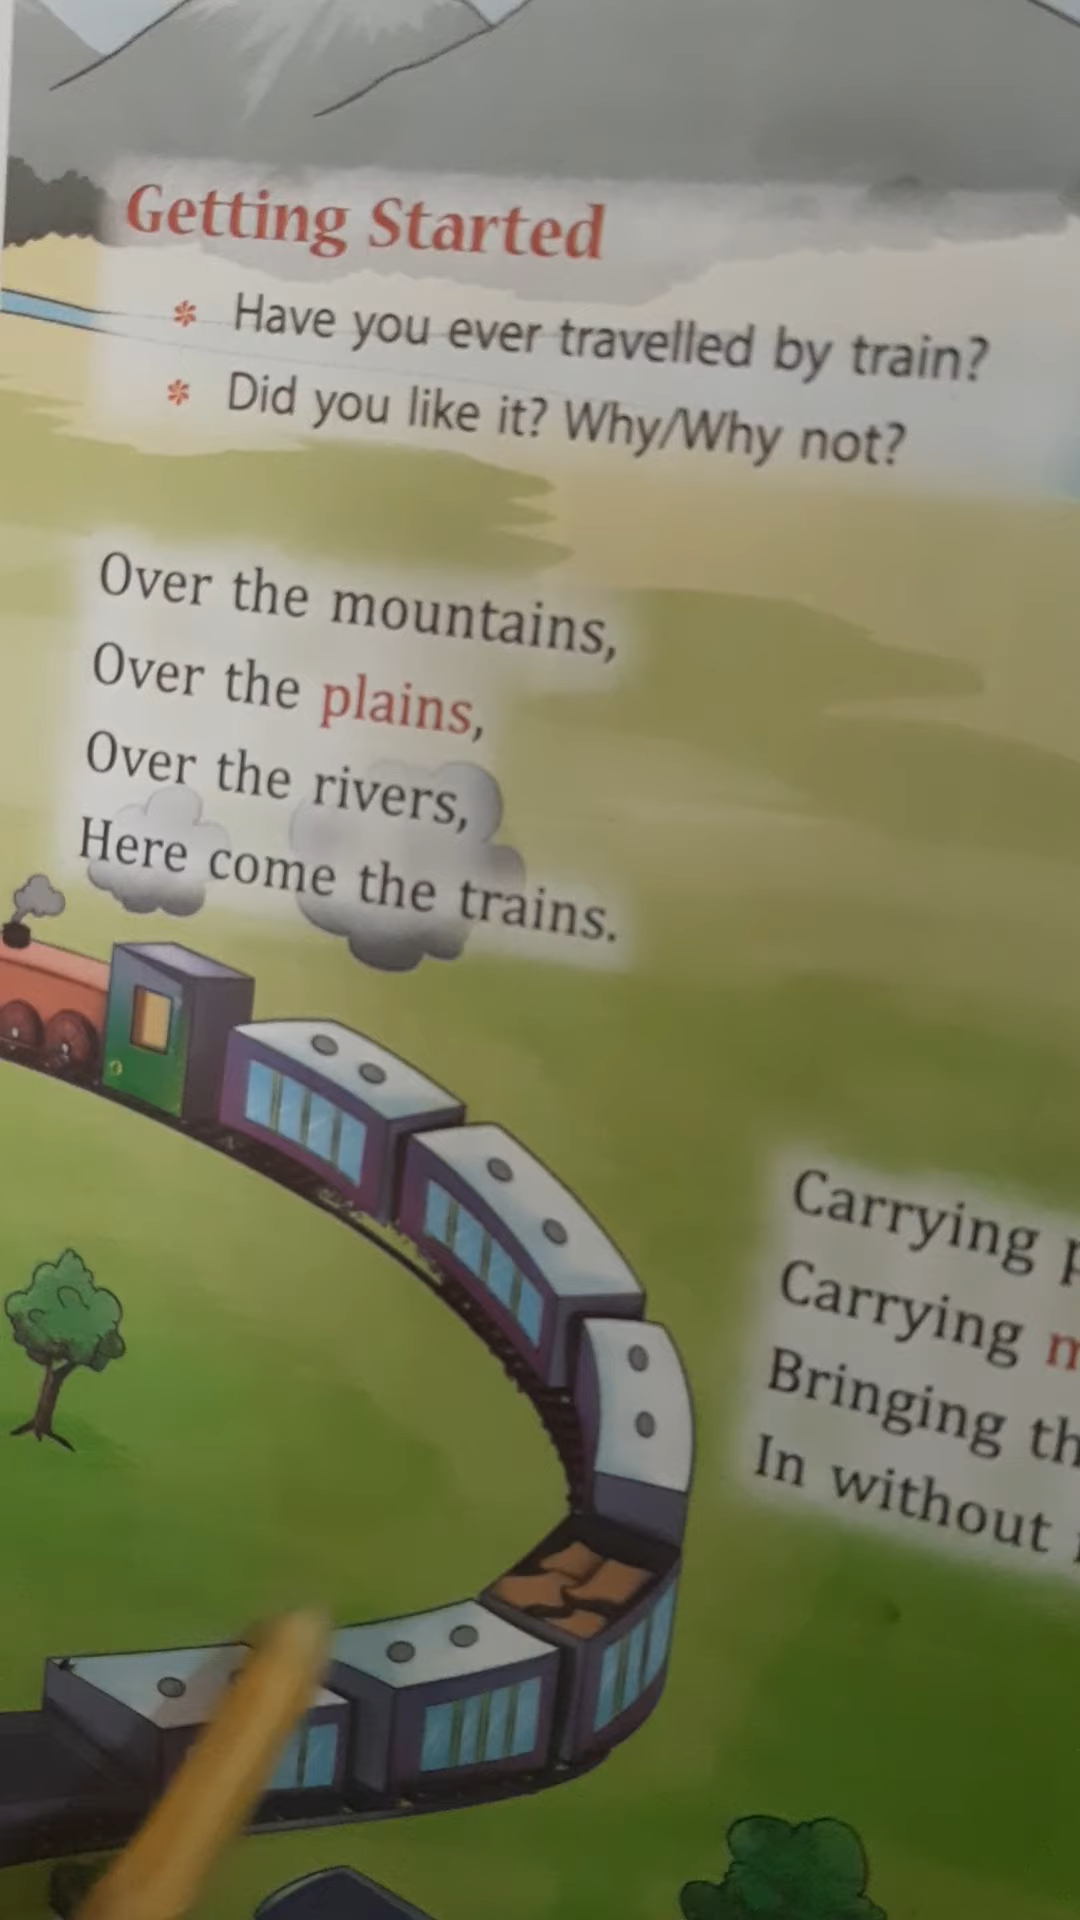 Getting Started
* Have you ever travelled by train?
* Did you like it? Why/Why not?
Over the mountains,
Over the plains,
Over the rivers,
Here come the trains.
Carrying
Carrying
Bringing
In without